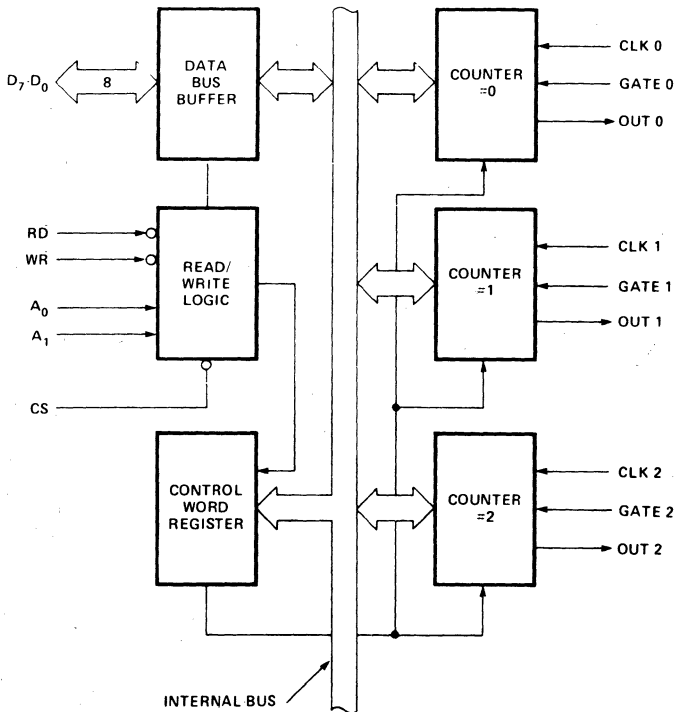 D7-D0
8
DATA
BUS
BUFFER
COUNTER
=0
CLK 0
GATE 0
OUT 0
RD
WR
A0
A1
CS
READ/
WRITE
LOGIC
COUNTER
=1
CLK 1
GATE 1
OUT 1
CONTROL
WORD
REGISTER
COUNTER
=2
CLK 2
GATE 2
OUT 2
INTERNAL BUS